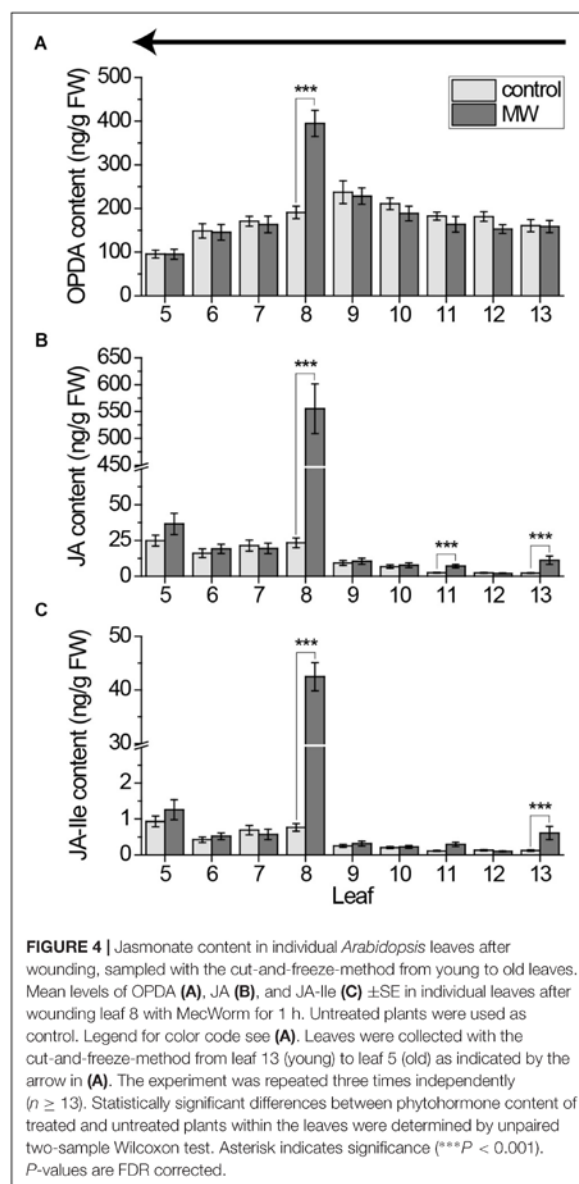 A
control
MW
OPDA content (ng/g FW)
500
400
300
200
100
0
***
5 6 7 8 9 10 11 12 13
B
JA content (ng/g FW)
650
600
550
500
450
50
25
0
***
***
***
5 6 7 8 9 10 11 12 13
C
JA-Ile content (ng/g FW)
50
40
30
2
1
0
***
***
5 6 7 8 9 10 11 12 13
Leaf
FIGURE 4 | Jasmonate content in individual Arabidopsis leaves after
wounding, sampled with the cut-and-freeze-method from young to old leaves.
Mean levels of OPDA (A), JA (B), and JA-Ile (C) ±SE in individual leaves after
wounding leaf 8 with MecWorm for 1 h. Untreated plants were used as
control. Legend for color code see (A). Leaves were collected with the
cut-and-freeze-method from leaf 13 (young) to leaf 5 (old) as indicated by the
arrow in (A). The experiment was repeated three times independently
(n ≥ 13). Statistically significant differences between phytohormone content of
treated and untreated plants within the leaves were determined by unpaired
two-sample Wilcoxon test. Asterisk indicates significance (***P < 0.001).
P-values are FDR corrected.